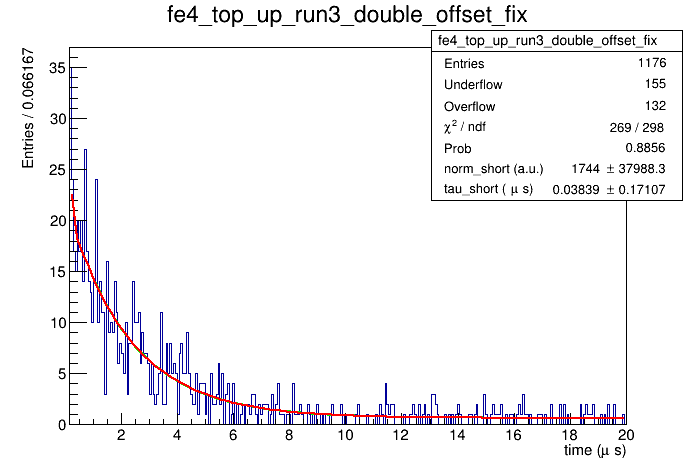 fe4_top_up_run3_double_offset_fix
fe4_top_up_run3_double_offset_fix
Entries 1176
Underflow 155
Overflow 132
χ² / ndf 269 / 298
Prob 0.8856
norm_short (a.u.) 1744 ± 37988.3
tau_short ( μ s) 0.03839 ± 0.17107
Entries / 0.066167
35
30
25
20
15
10
5
0
2 4 6 8 10 12 14 16 18 20
time (μ s)